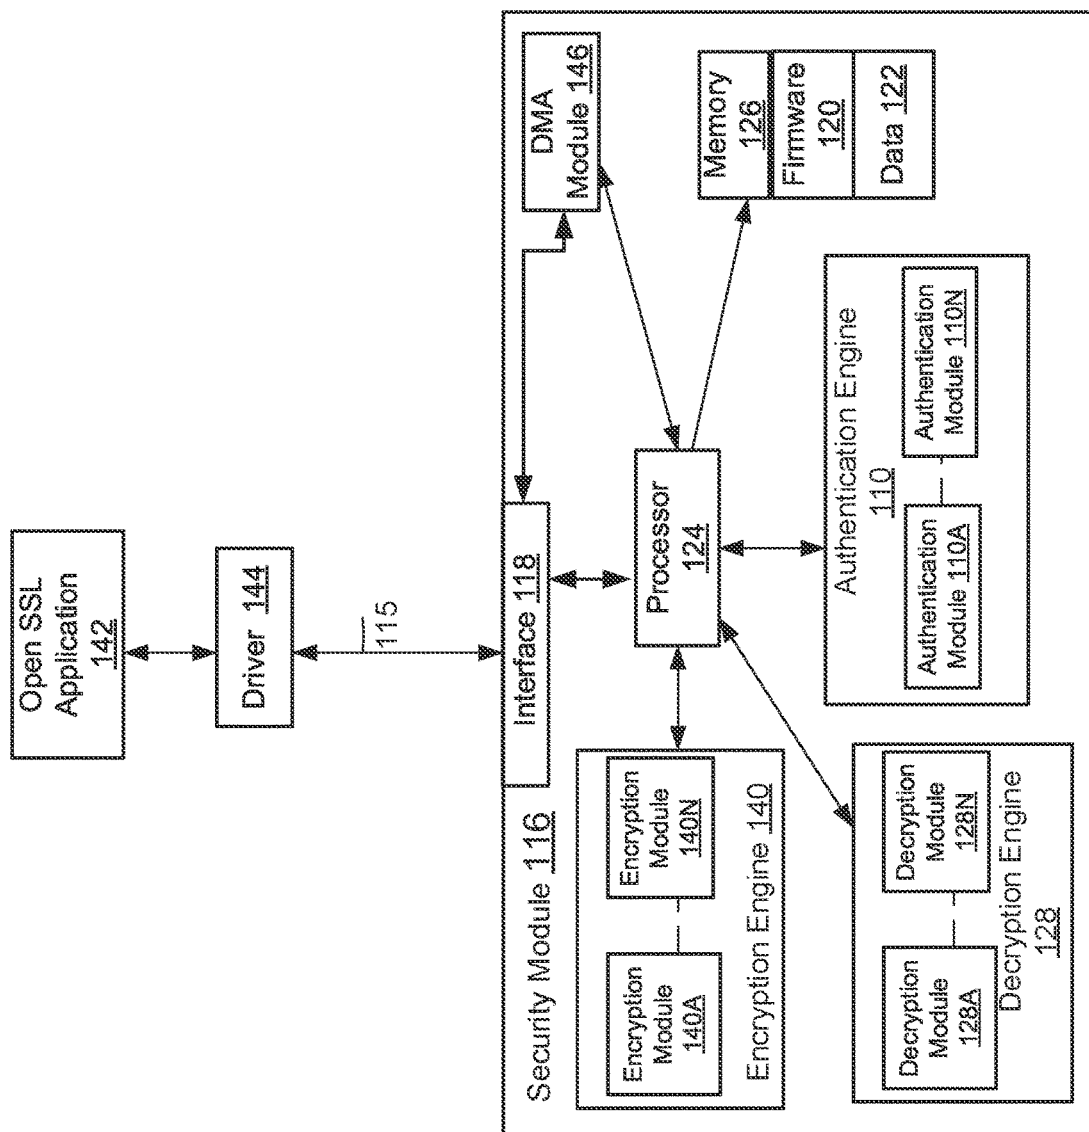 Open SSL
Application
142
Driver 144
115
Security Module 116
Interface 118
DMA
Module 146
Processor
124
Memory
126
Firmware
120
Data 122
Encryption
Module
140A
Encryption
Module
140N
Encryption Engine 140
Decryption
Module
128A
Decryption
Module
128N
Decryption Engine
128
Authentication Engine
110
Authentication
Module 110A
Authentication
Module 110N